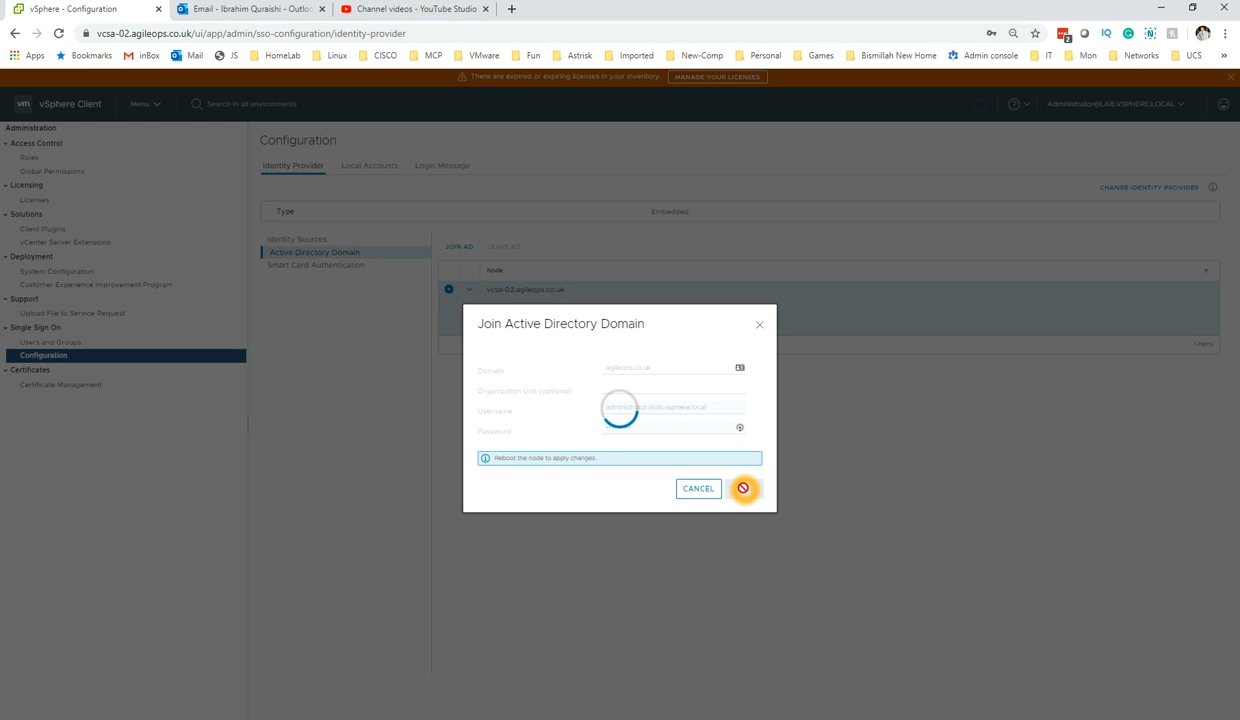 vSphere - Configuration
Email - Ibrahim Quraishi - Outlo
Channel videos - YouTube Studio
vcsa-02.agileops.co.uk/ui/app/admin/sso-configuration/identity-provider
Apps Bookmarks inBox Mail JS HomeLab Linux CISCO MCP VMware Fun Astrisk Imported New-Comp Personal Games Bismillah New Home Admin console IT Mon Networks UCS »
There are expired or expiring licenses in your inventory. MANAGE YOUR LICENSES
vm vSphere Client Menu Search in all environments Administrator@LAB.VSPHERE.LOCAL
Administration
Access Control
Roles
Global Permissions
Licensing
Licenses
Solutions
Client Plugins
vCenter Server Extensions
Deployment
System Configuration
Customer Experience Improvement Program
Support
Upload File to Service Request
Single Sign On
Users and Groups
Configuration
Certificates
Certificate Management
Configuration
Identity Provider Local Accounts Login Message
CHANGE IDENTITY PROVIDER
Type Embedded
Identity Sources
Active Directory Domain
Smart Card Authentication
JOIN AD LEAVE AD
Node
vcsa-02.agileops.co.uk
1 items
Join Active Directory Domain
Domain agileops.co.uk
Organization Unit (optional)
Username administrator@lab.vsphere.local
Password
Reboot the node to apply changes.
CANCEL